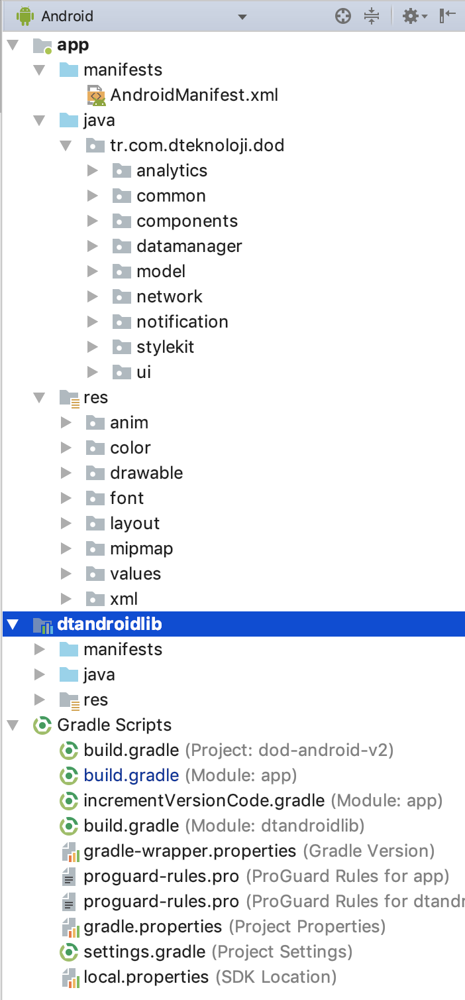 Android
app
manifests
AndroidManifest.xml
java
tr.com.dteknoloji.dod
analytics
common
components
datamanager
model
network
notification
stylekit
ui
res
anim
color
drawable
font
layout
mipmap
values
xml
dtandroidlib
manifests
java
res
Gradle Scripts
build.gradle (Project: dod-android-v2)
build.gradle (Module: app)
incrementVersionCode.gradle (Module: app)
build.gradle (Module: dtandroidlib)
gradle-wrapper.properties (Gradle Version)
proguard-rules.pro (ProGuard Rules for app)
proguard-rules.pro (ProGuard Rules for dtandr
gradle.properties (Project Properties)
settings.gradle (Project Settings)
local.properties (SDK Location)